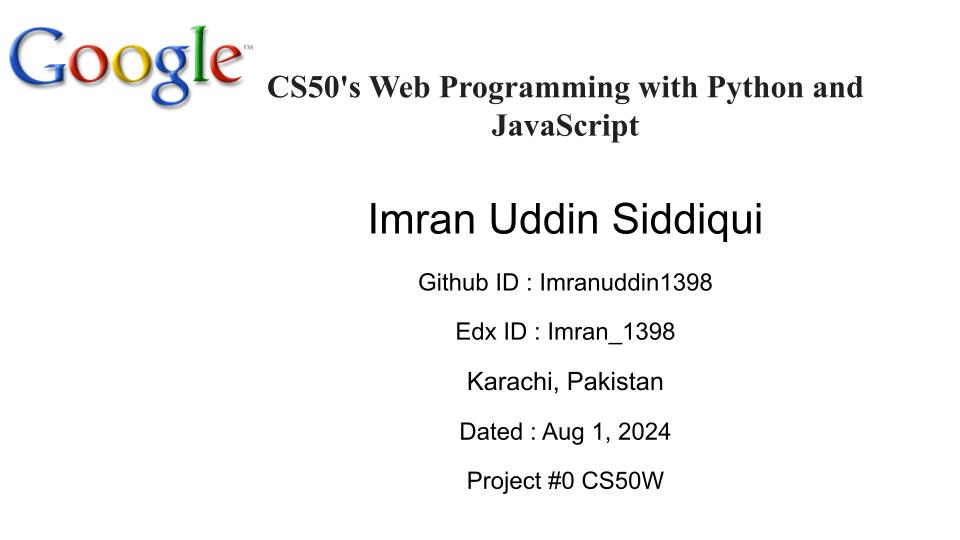 Google™
CS50's Web Programming with Python and
JavaScript
Imran Uddin Siddiqui
Github ID : Imranuddin1398
Edx ID : Imran_1398
Karachi, Pakistan
Dated : Aug 1, 2024
Project #0 CS50W